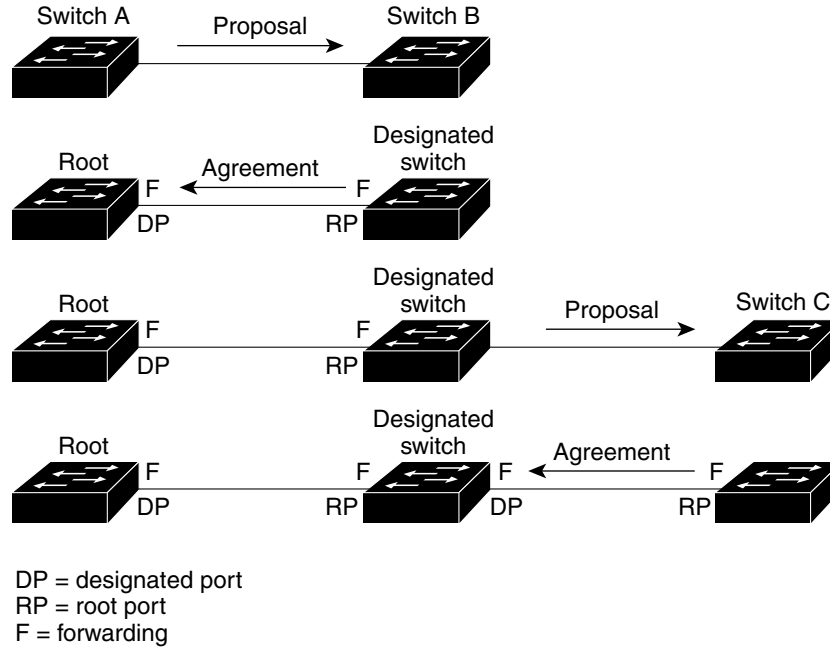 Switch A
Proposal
Switch B
Root
Designated
switch
F
Agreement
F
DP
RP
Root
Designated
switch
Proposal
Switch C
F
F
DP
RP
Root
Designated
switch
Agreement
F
F
F
F
DP
RP
DP
RP
DP = designated port
RP = root port
F = forwarding